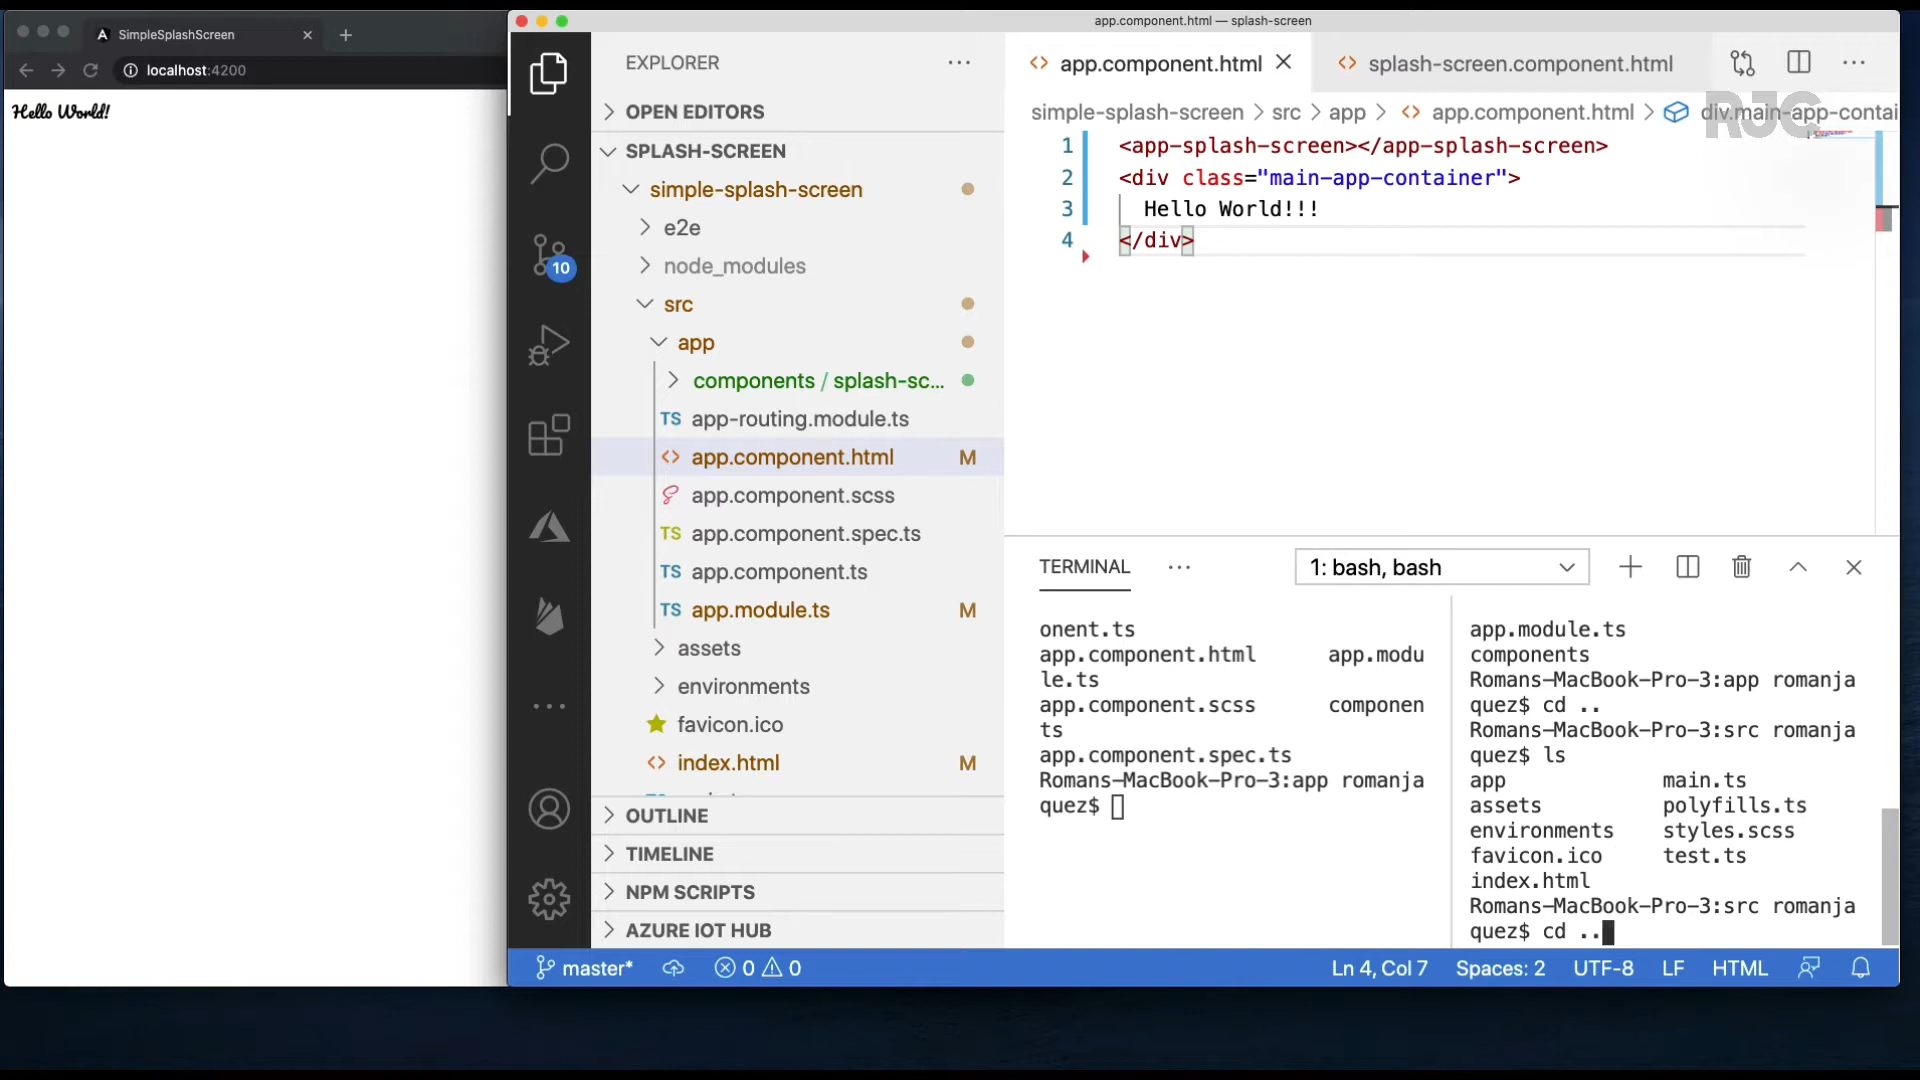 SimpleSplashScreen
localhost:4200
Hello World!
app.component.html — splash-screen
EXPLORER
OPEN EDITORS
SPLASH-SCREEN
simple-splash-screen
e2e
node_modules
src
app
components / splash-sc...
TS app-routing.module.ts
<> app.component.html M
app.component.scss
TS app.component.spec.ts
TS app.component.ts
TS app.module.ts M
assets
environments
favicon.ico
<> index.html M
OUTLINE
TIMELINE
NPM SCRIPTS
AZURE IOT HUB
10
<> app.component.html
<> splash-screen.component.html
simple-splash-screen > src > app > <> app.component.html > div.main-app-contai
RJC
1 <app-splash-screen></app-splash-screen>
2 <div class="main-app-container">
3 Hello World!!!
4 </div>
TERMINAL
1: bash, bash
onent.ts
app.component.html app.modu
le.ts
app.component.scss componen
ts
app.component.spec.ts
Romans-MacBook-Pro-3:app romanja
quez$
app.module.ts
components
Romans-MacBook-Pro-3:app romanja
quez$ cd ..
Romans-MacBook-Pro-3:src romanja
quez$ ls
app main.ts
assets polyfills.ts
environments styles.scss
favicon.ico test.ts
index.html
Romans-MacBook-Pro-3:src romanja
quez$ cd ..
master* 0 0 Ln 4, Col 7 Spaces: 2 UTF-8 LF HTML